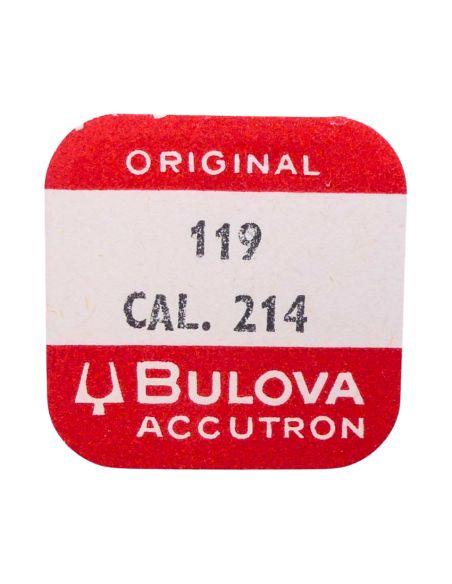 ORIGINAL
119
CAL. 214
BULOVA
ACCUTRON